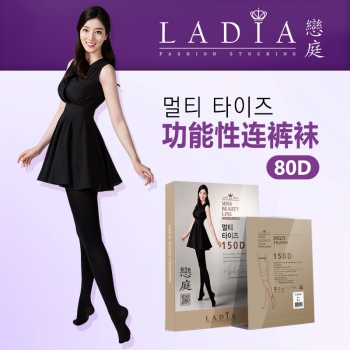 LADIA
FASHION STOCKING
戀庭
멀티 타이즈
功能性连裤袜
80D
MISS
BEAUTY
LINE
멀티
타이즈
150D
戀庭
LADIA
150D